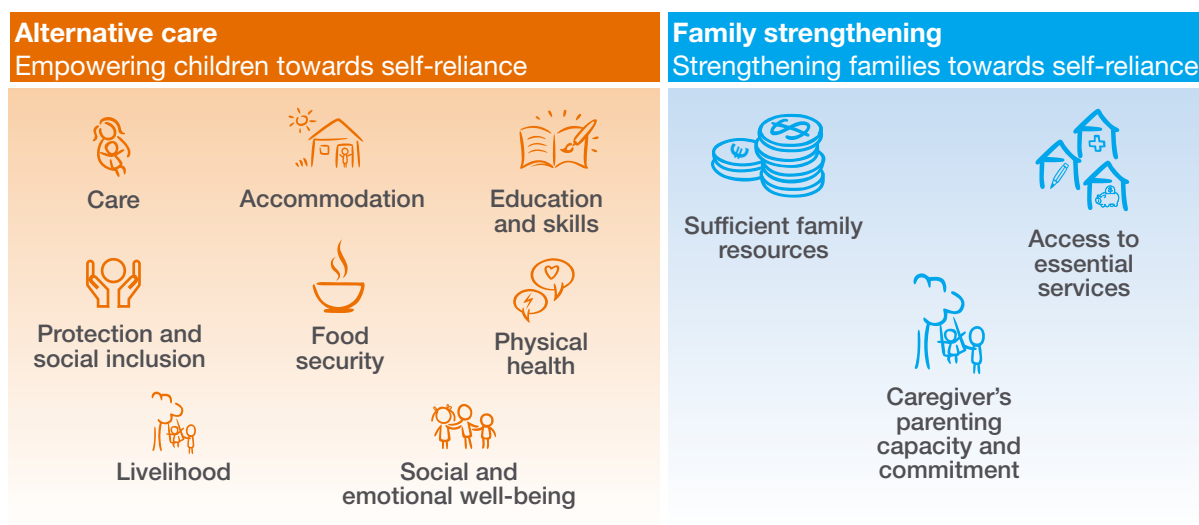 Alternative care
Empowering children towards self-reliance
Care
Accommodation
Education
and skills
Protection and
social inclusion
Food
security
Physical
health
Livelihood
Social and
emotional well-being
Family strengthening
Strengthening families towards self-reliance
Sufficient family
resources
Access to
essential
services
Caregiver's
parenting
capacity and
commitment